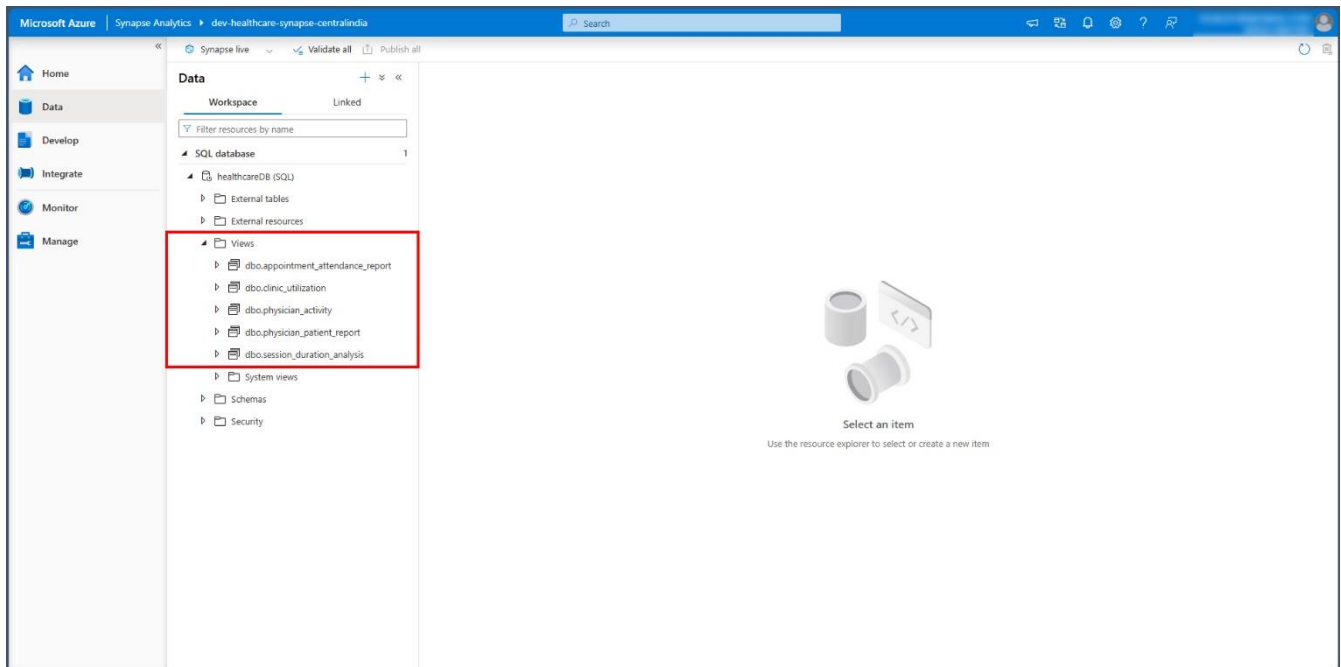 Microsoft Azure Synapse Analytics dev-healthcare-synapse-centralindia Search
Synapse live Validate all Publish all
Home
Data
Develop
Integrate
Monitor
Manage
Data
Workspace Linked
Filter resources by name
SQL database 1
healthcareDB (SQL)
External tables
External resources
Views
dbo.appointment_attendance_report
dbo.clinic_utilization
dbo.physician_activity
dbo.physician_patient_report
dbo.session_duration_analysis
System views
Schemas
Security
Select an item
Use the resource explorer to select or create a new item